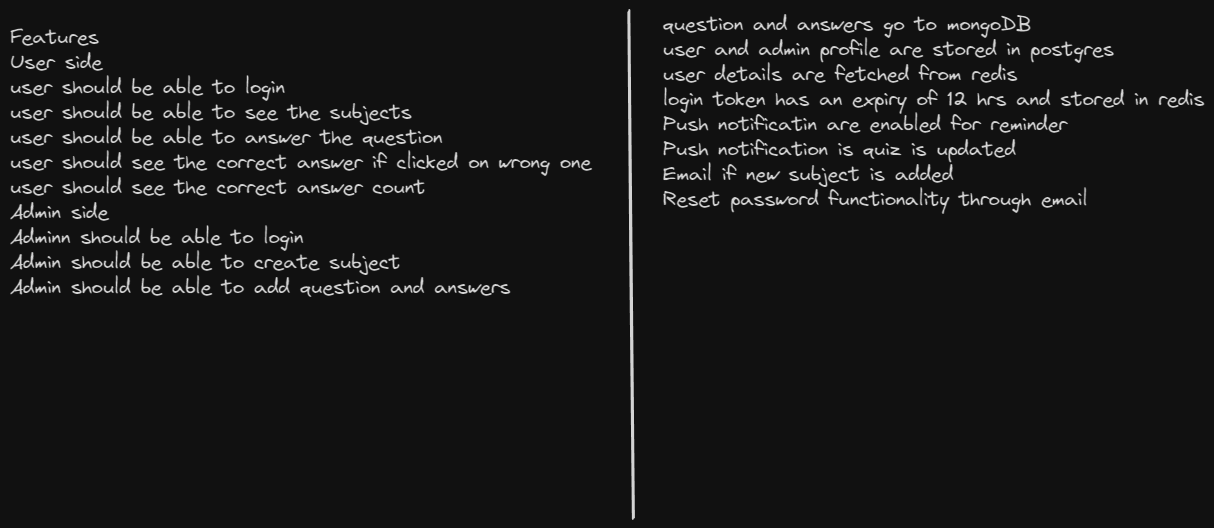 Features
User side
user should be able to login
user should be able to see the subjects
user should be able to answer the question
user should see the correct answer if clicked on wrong one
user should see the correct answer count
Admin side
Adminn should be able to login
Admin should be able to create subject
Admin should be able to add question and answers
question and answers go to mongoDB
user and admin profile are stored in postgres
user details are fetched from redis
login token has an expiry of 12 hrs and stored in redis
Push notificatin are enabled for reminder
Push notification is quiz is updated
Email if new subject is added
Reset password functionality through email